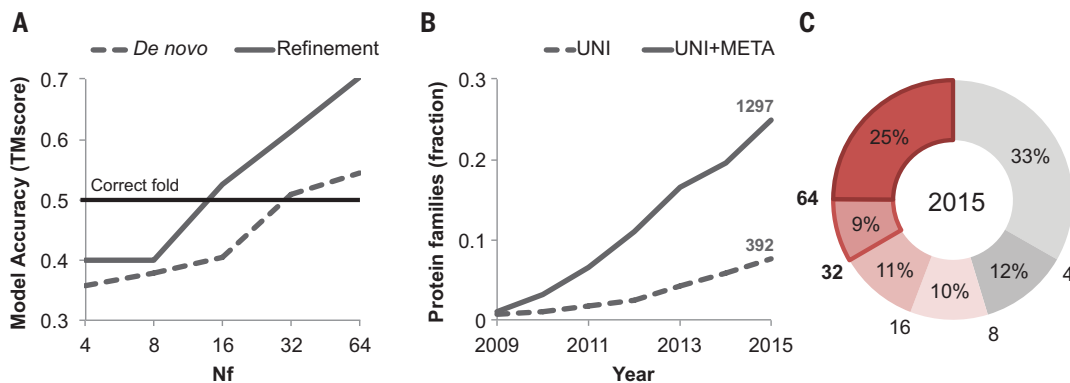 A
De novo
Refinement
Model Accuracy (TMscore)
0.7
0.6
0.5
0.4
0.3
Correct fold
4
8
16
32
64
Nf
B
UNI
UNI+META
Protein families (fraction)
0.3
0.2
0.1
0
1297
392
2009
2011
2013
2015
Year
C
25%
33%
64
2015
9%
32
11%
12%
4
10%
16
8